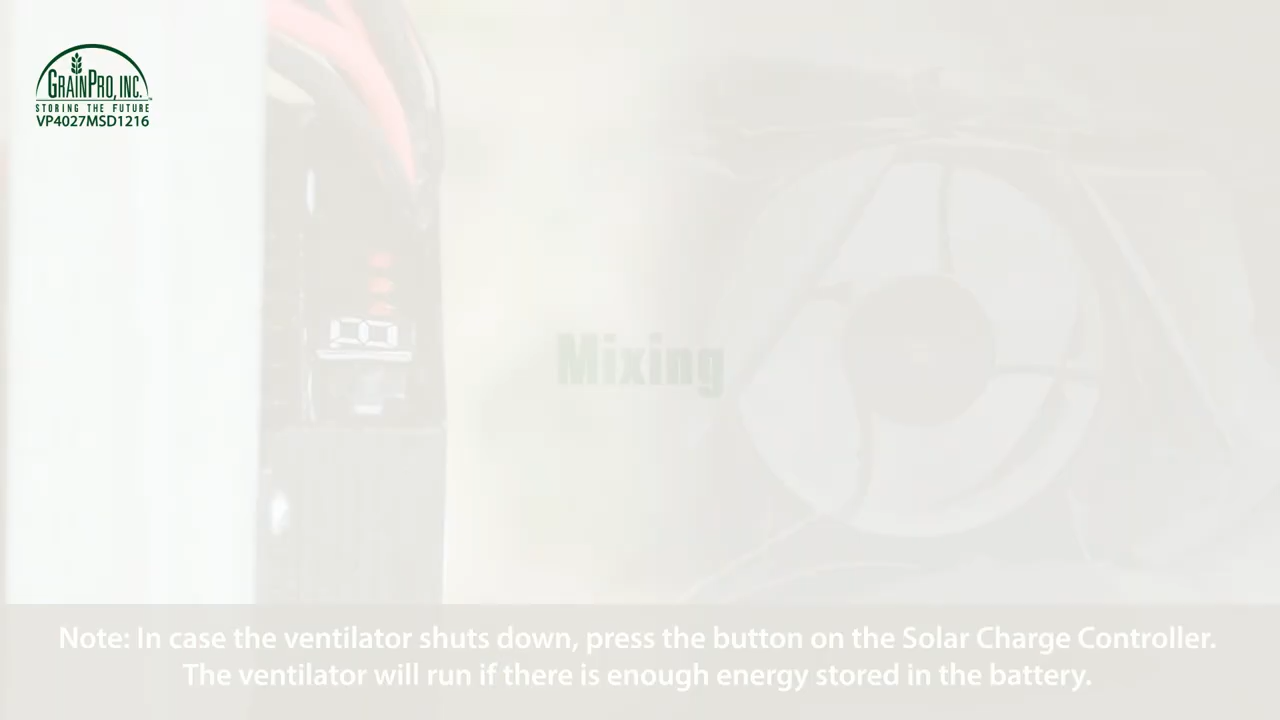 GRAINPRO, INC.
STORING THE FUTURE
VP4027MSD1216
Mixing
Note: In case the ventilator shuts down, press the button on the Solar Charge Controller.
The ventilator will run if there is enough energy stored in the battery.